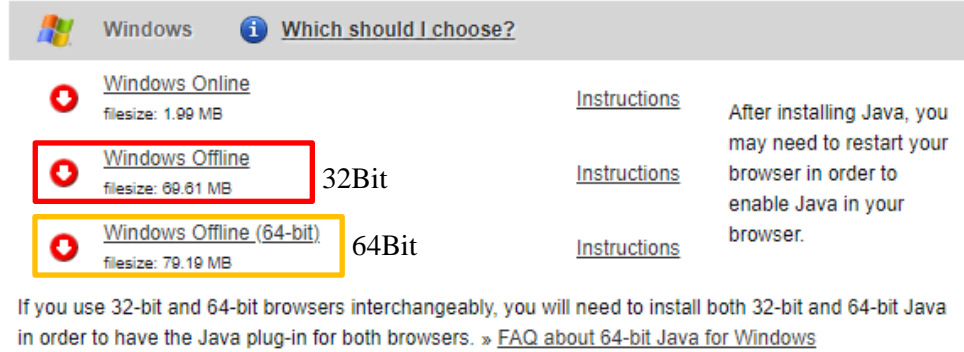 Windows Which should I choose?
Windows Online
filesize: 1.99 MB
Instructions
Windows Offline
filesize: 69.61 MB
32Bit
Instructions
Windows Offline (64-bit)
filesize: 79.19 MB
64Bit
Instructions
After installing Java, you
may need to restart your
browser in order to
enable Java in your
browser.
If you use 32-bit and 64-bit browsers interchangeably, you will need to install both 32-bit and 64-bit Java
in order to have the Java plug-in for both browsers. » FAQ about 64-bit Java for Windows